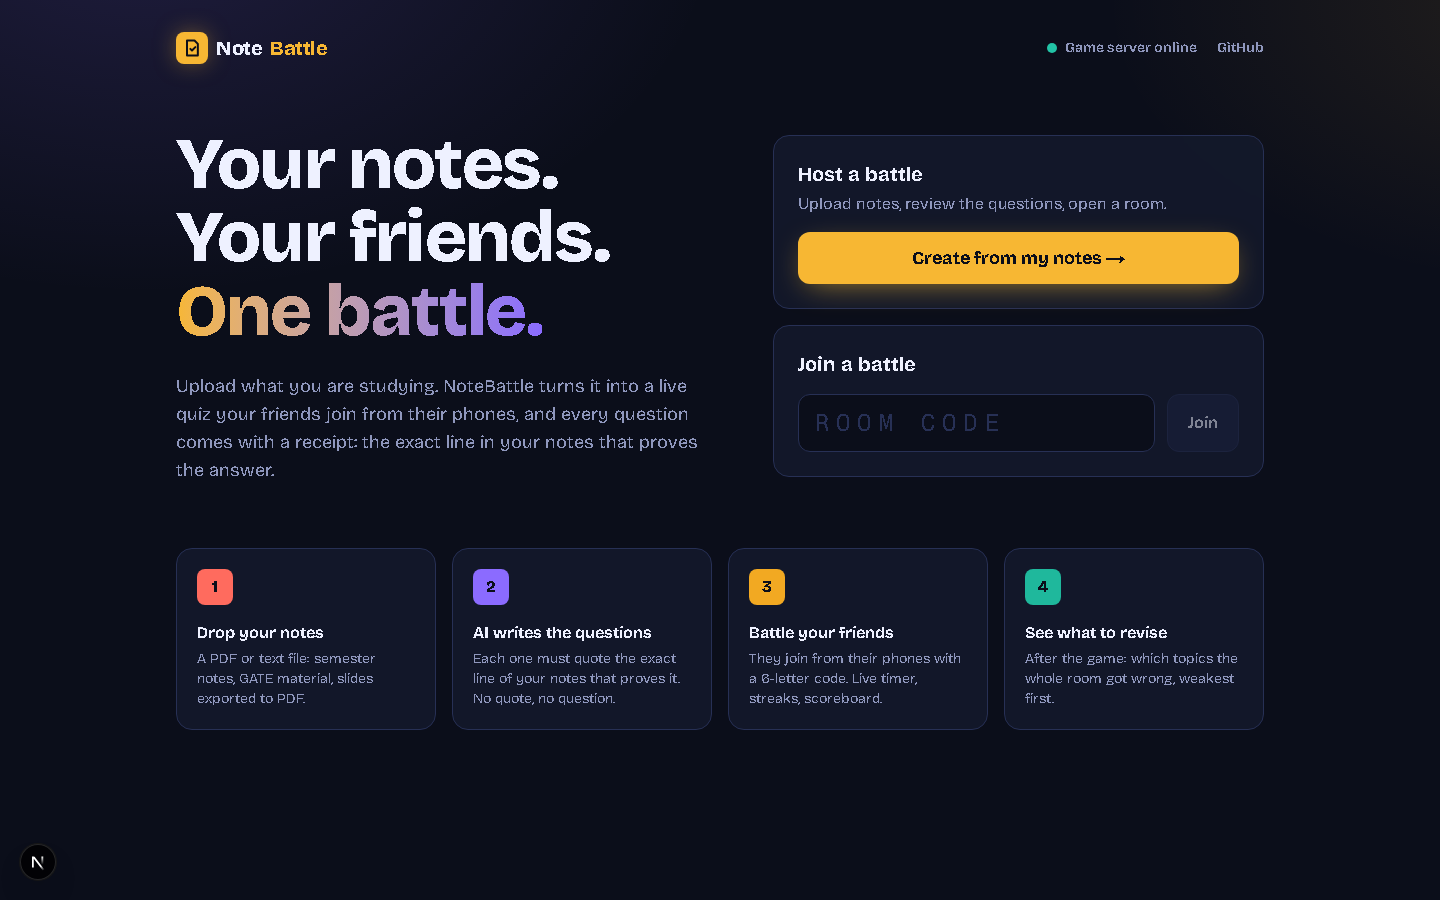 Note Battle
Game server online
GitHub
Your notes.
Your friends.
One battle.
Upload what you are studying. NoteBattle turns it into a live
quiz your friends join from their phones, and every question
comes with a receipt: the exact line in your notes that proves
the answer.
Host a battle
Upload notes, review the questions, open a room.
Create from my notes →
Join a battle
ROOM CODE
Join
1
Drop your notes
A PDF or text file: semester
notes, GATE material, slides
exported to PDF.
2
AI writes the questions
Each one must quote the exact
line of your notes that proves it.
No quote, no question.
3
Battle your friends
They join from their phones with
a 6-letter code. Live timer,
streaks, scoreboard.
4
See what to revise
After the game: which topics the
whole room got wrong, weakest
first.
N